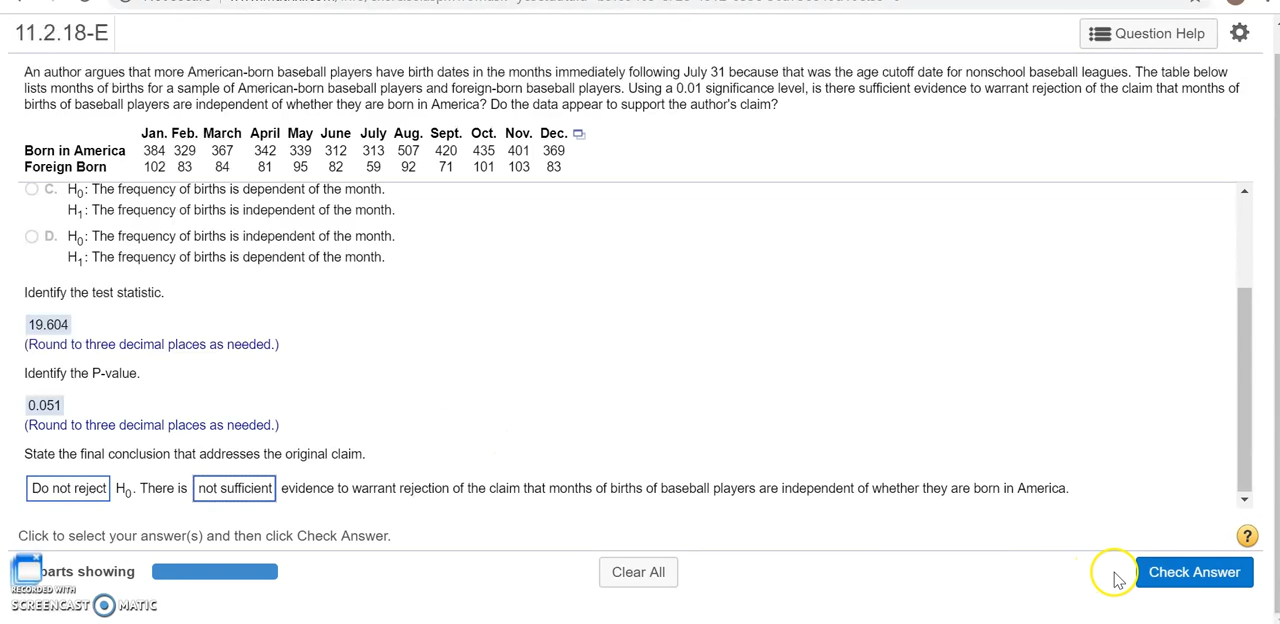 11.2.18-E
Question Help
An author argues that more American-born baseball players have birth dates in the months immediately following July 31 because that was the age cutoff date for nonschool baseball leagues. The table below
lists months of births for a sample of American-born baseball players and foreign-born baseball players. Using a 0.01 significance level, is there sufficient evidence to warrant rejection of the claim that months of
births of baseball players are independent of whether they are born in America? Do the data appear to support the author's claim?
Jan. Feb. March April May June July Aug. Sept. Oct. Nov. Dec.
Born in America 384 329 367 342 339 312 313 507 420 435 401 369
Foreign Born 102 83 84 81 95 82 59 92 71 101 103 83
C. H0: The frequency of births is dependent of the month.
H1: The frequency of births is independent of the month.
D. H0: The frequency of births is independent of the month.
H1: The frequency of births is dependent of the month.
Identify the test statistic.
19.604
(Round to three decimal places as needed.)
Identify the P-value.
0.051
(Round to three decimal places as needed.)
State the final conclusion that addresses the original claim.
Do not reject H0. There is not sufficient evidence to warrant rejection of the claim that months of births of baseball players are independent of whether they are born in America.
Click to select your answer(s) and then click Check Answer.
?
parts showing
Clear All
Check Answer
RECORDED WITH
SCREENCAST MATIC